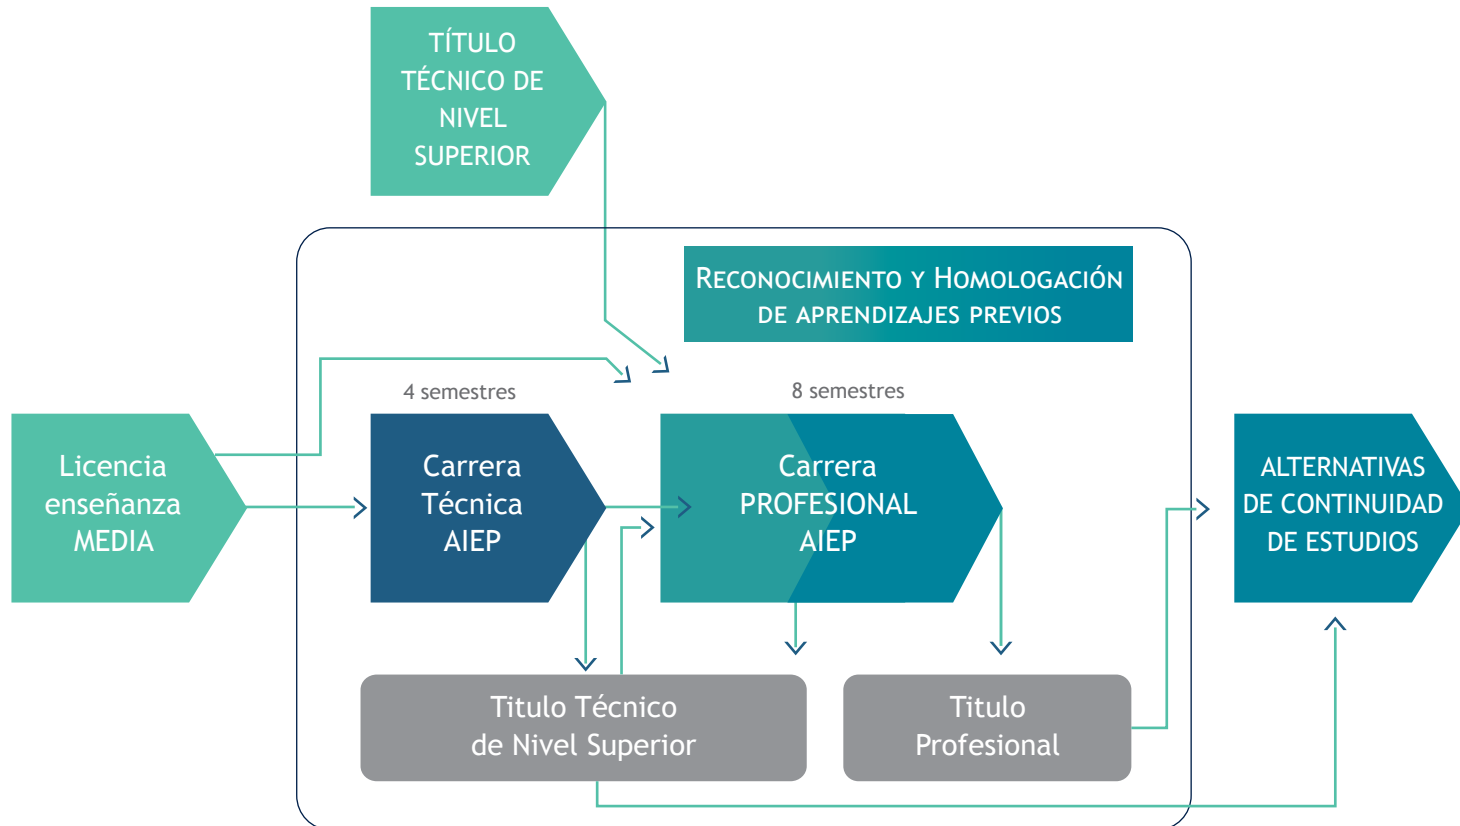 TÍTULO
TÉCNICO DE
NIVEL
SUPERIOR
RECONOCIMIENTO Y HOMOLOGACIÓN
DE APRENDIZAJES PREVIOS
4 semestres
8 semestres
Licencia
enseñanza
MEDIA
Carrera
Técnica
AIEP
Carrera
PROFESIONAL
AIEP
ALTERNATIVAS
DE CONTINUIDAD
DE ESTUDIOS
Titulo Técnico
de Nivel Superior
Titulo
Profesional